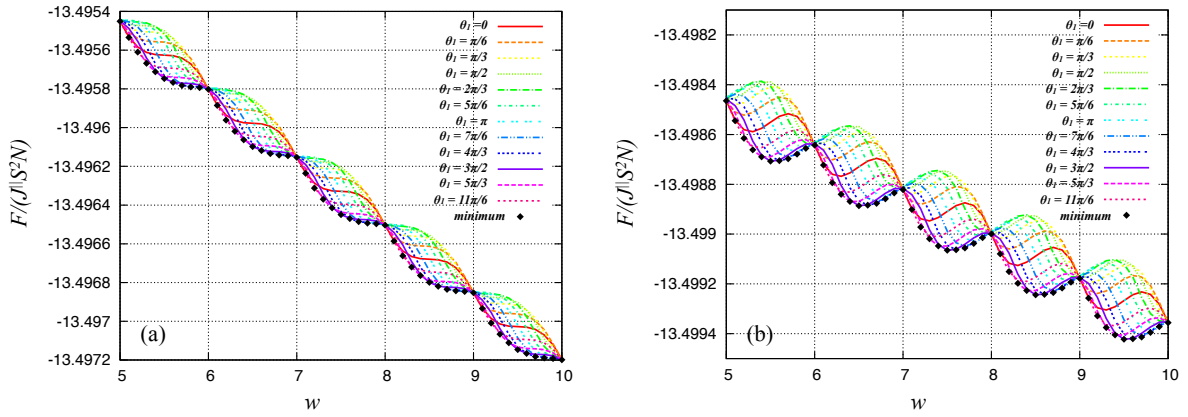 -13.4954
-13.4956
-13.4958
-13.496
-13.4962
-13.4964
-13.4966
-13.4968
-13.497
-13.4972
F/(J∥S²N)
5 6 7 8 9 10
w
(a)
θ₁ =0
θ₁ = π/6
θ₁ = π/3
θ₁ = π/2
θ₁ = 2π/3
θ₁ = 5π/6
θ₁ = π
θ₁ = 7π/6
θ₁ = 4π/3
θ₁ = 3π/2
θ₁ = 5π/3
θ₁ = 11π/6
minimum
-13.4982
-13.4984
-13.4986
-13.4988
-13.499
-13.4992
-13.4994
F/(J∥S²N)
5 6 7 8 9 10
w
(b)
θ₁ =0
θ₁ = π/6
θ₁ = π/3
θ₁ = π/2
θ₁ = 2π/3
θ₁ = 5π/6
θ₁ = π
θ₁ = 7π/6
θ₁ = 4π/3
θ₁ = 3π/2
θ₁ = 5π/3
θ₁ = 11π/6
minimum